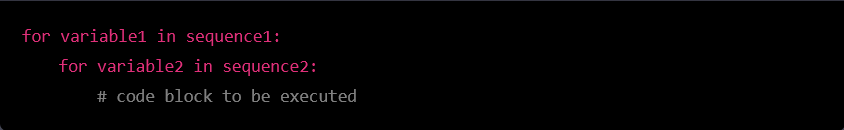 for variable1 in sequence1:
    for variable2 in sequence2:
        # code block to be executed